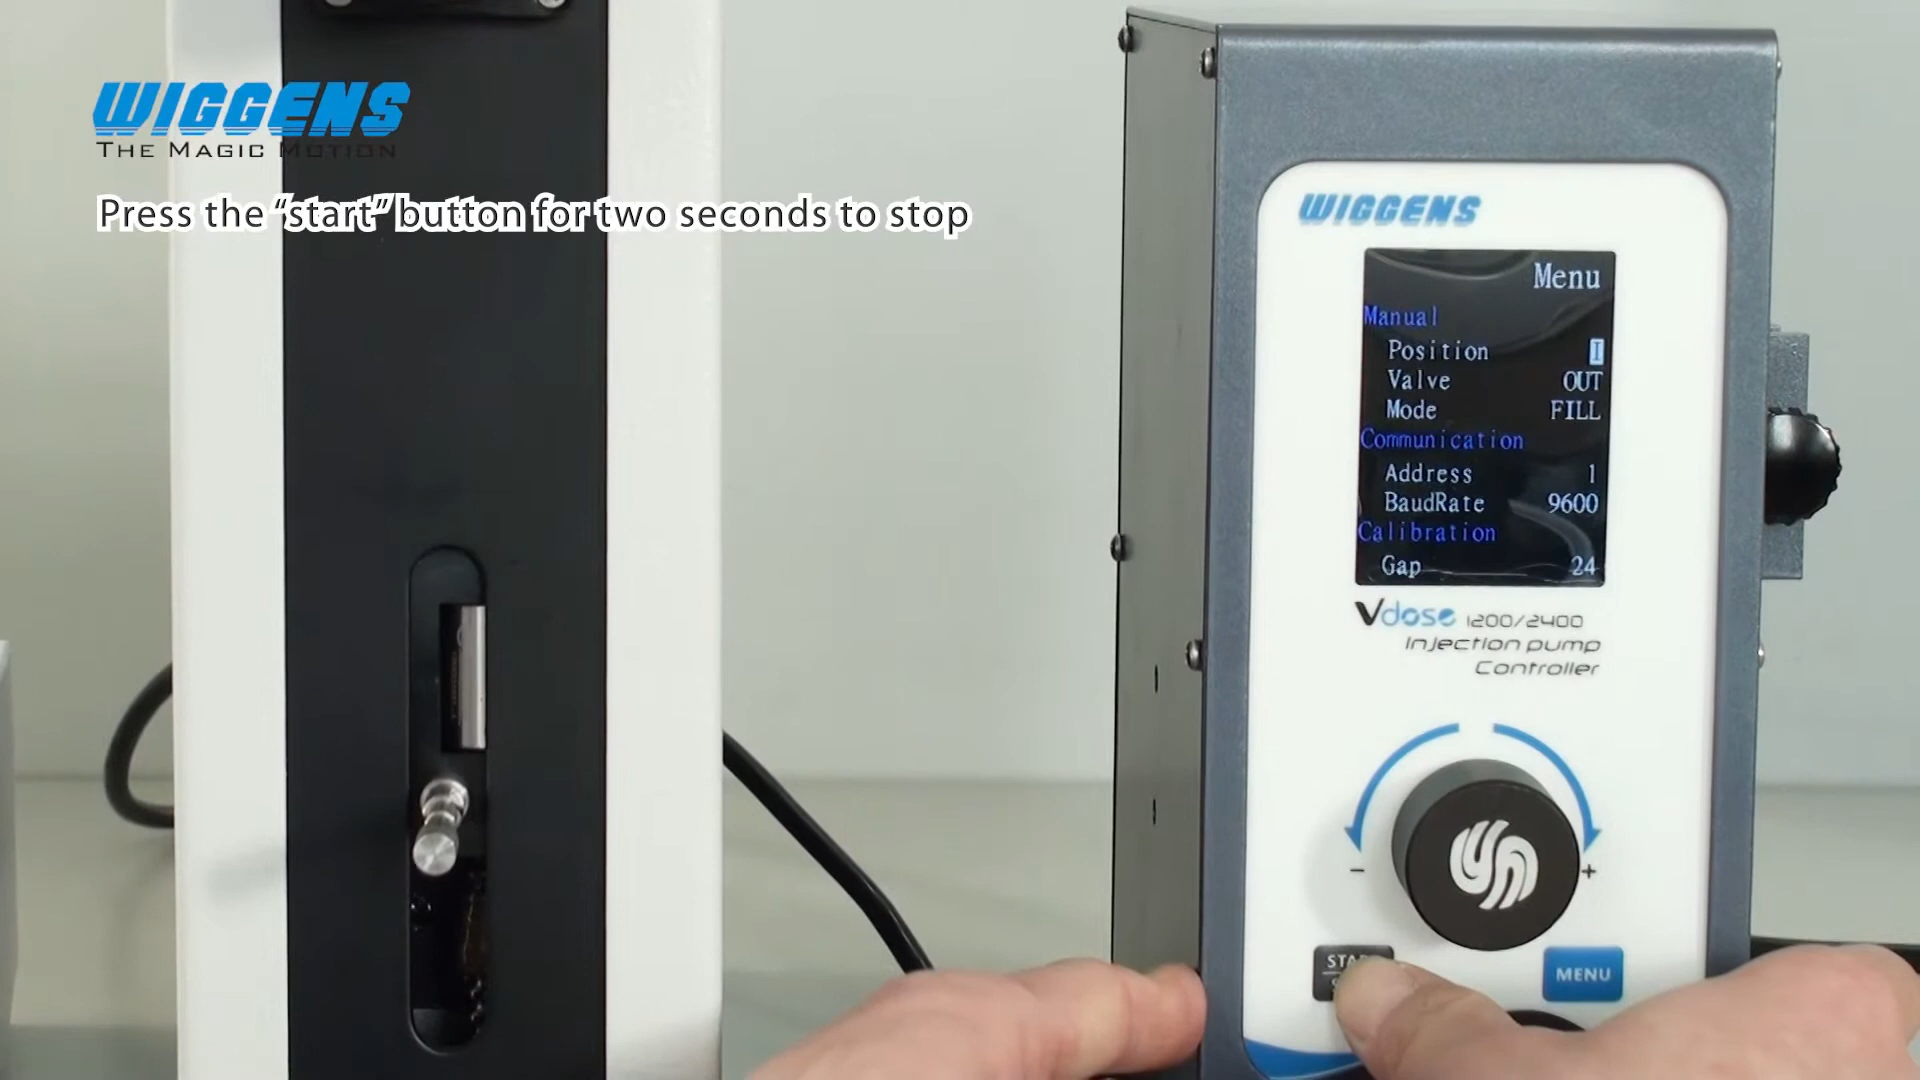 WIGGENS
THE MAGIC MOTION
Press the “start” button for two seconds to stop
WIGGENS
Menu
Manual
Position I
Valve OUT
Mode FILL
Communication
Address 1
BaudRate 9600
Calibration
Gap 24
Vdose 1200/2400
Injection pump
Controller
- +
MENU